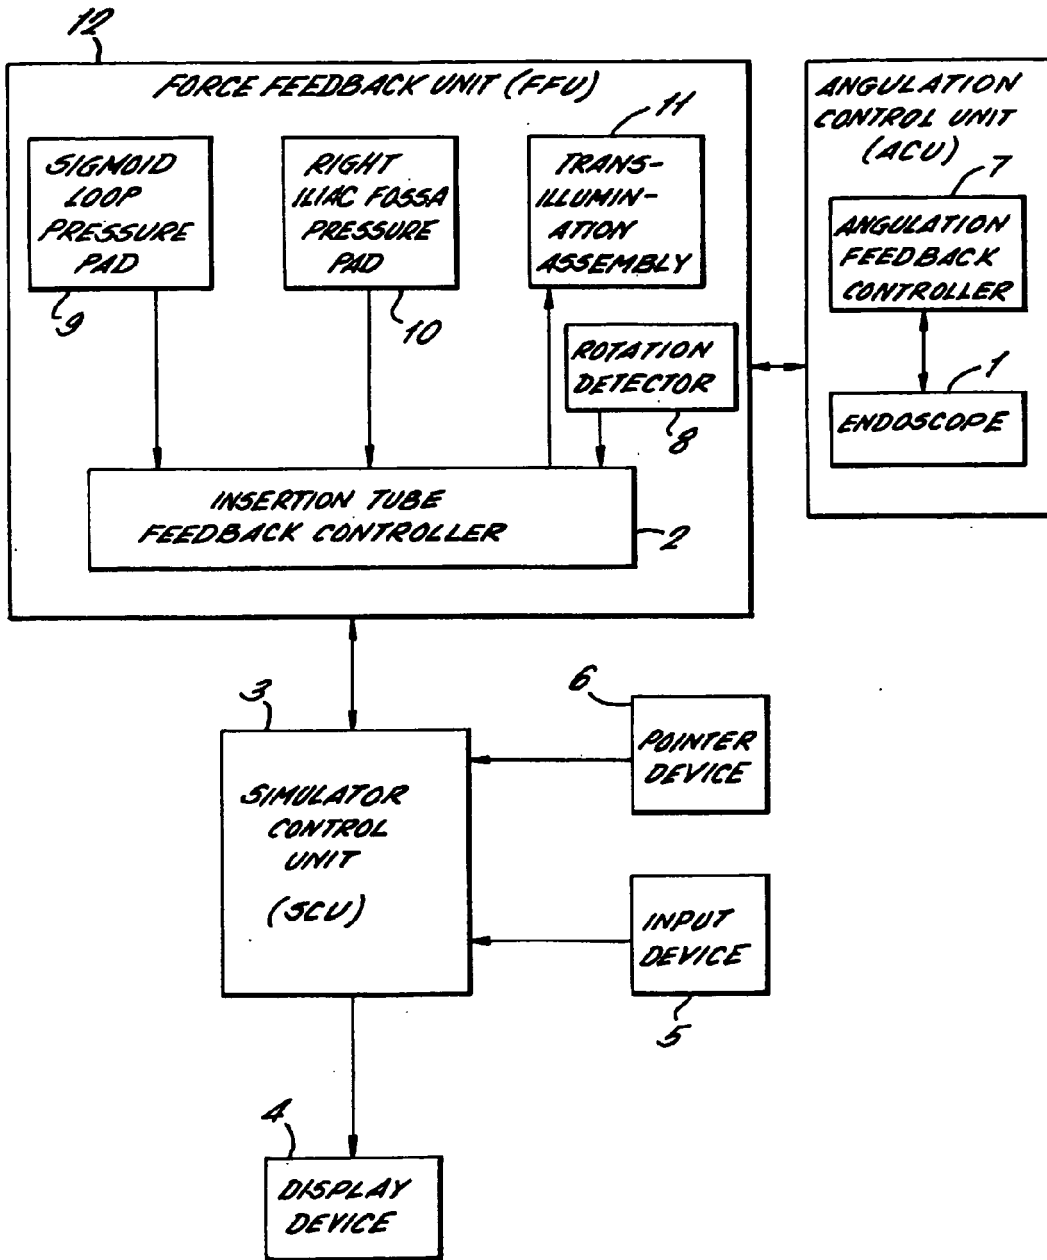 12
FORCE FEEDBACK UNIT (FFU)
SIGMOID
LOOP
PRESSURE
PAD
9
RIGHT
ILIAC FOSSA
PRESSURE
PAD
10
11
TRANS-
ILLUMIN-
ATION
ASSEMBLY
ROTATION
DETECTOR
8
INSERTION TUBE
FEEDBACK CONTROLLER
2
ANGULATION
CONTROL UNIT
(ACU)
7
ANGULATION
FEEDBACK
CONTROLLER
1
ENDOSCOPE
3
SIMULATOR
CONTROL
UNIT
(SCU)
6
POINTER
DEVICE
INPUT
DEVICE
5
4
DISPLAY
DEVICE